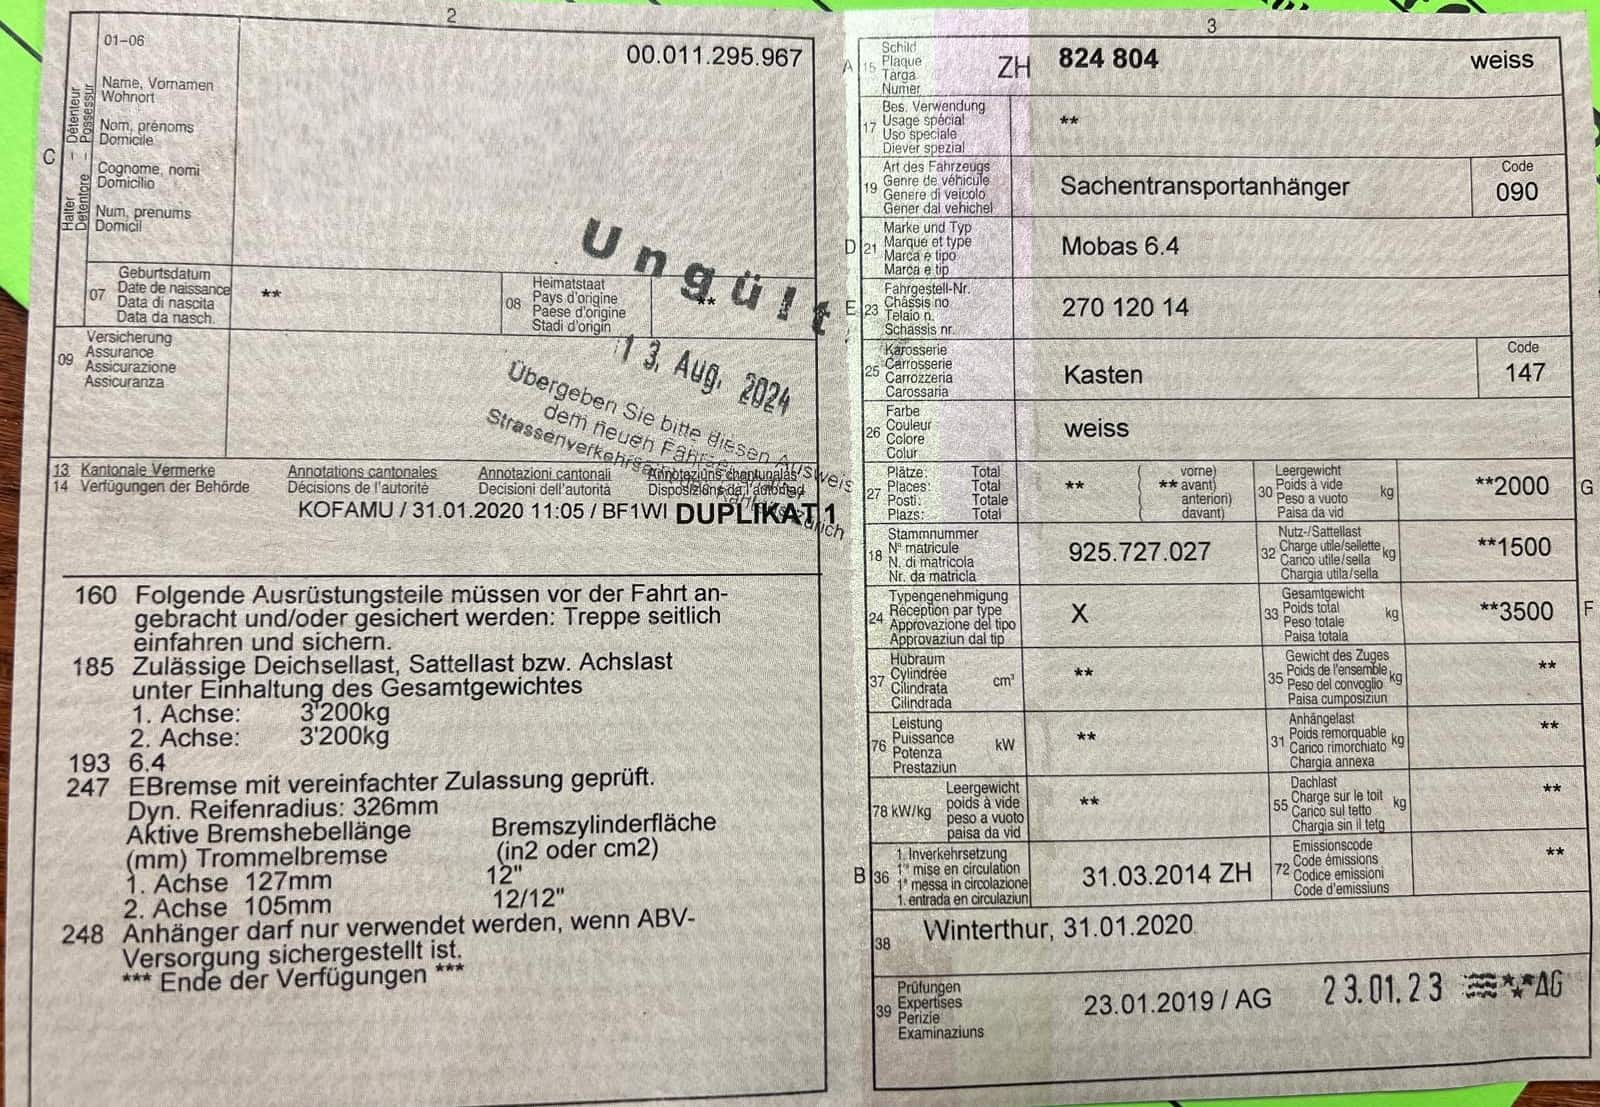 2
01-06
00.011.295.967
C
Halter – Détenteur
Detentore – Possessur
Name, Vornamen
Wohnort
Nom, prénoms
Domicile
Cognome, nomi
Domicilio
Num, prenums
Domicil
07
Geburtsdatum
Date de naissance
Data di nascita
Data da nasch.
**
08
Heimatstaat
Pays d'origine
Paese d'origine
Stadi d'origin
**
Ungült
13. Aug. 2024
Übergeben Sie bitte diesen Ausweis
dem neuen
09
Versicherung
Assurance
Assicurazione
Assicuranza
13 Kantonale Vermerke Annotations cantonales Annotazioni cantonali Annotaziuns chantunalas
14 Verfügungen der Behörde Décisions de l'autorité Decisioni dell'autorità Disposiziuns da l'autoritad
KOFAMU / 31.01.2020 11:05 / BF1WI DUPLIKAT 1
160 Folgende Ausrüstungsteile müssen vor der Fahrt an-
gebracht und/oder gesichert werden: Treppe seitlich
einfahren und sichern.
185 Zulässige Deichsellast, Sattellast bzw. Achslast
unter Einhaltung des Gesamtgewichtes
1. Achse: 3'200kg
2. Achse: 3'200kg
193 6.4
247 EBremse mit vereinfachter Zulassung geprüft.
Dyn. Reifenradius: 326mm
Aktive Bremshebellänge Bremszylinderfläche
(mm) Trommelbremse (in2 oder cm2)
1. Achse 127mm 12"
2. Achse 105mm 12/12"
248 Anhänger darf nur verwendet werden, wenn ABV-
Versorgung sichergestellt ist.
*** Ende der Verfügungen ***
3
A 15
Schild
Plaque
Targa
Numer
ZH 824 804 weiss
17
Bes. Verwendung
Usage spécial
Uso speciale
Diever spezial
**
19
Art des Fahrzeugs
Genre de véhicule
Genere di veicolo
Gener dal vehichel
Sachentransportanhänger
Code
090
D 21
Marke und Typ
Marque et type
Marca e tipo
Marca e tip
Mobas 6.4
E 23
Fahrgestell-Nr.
Châssis no
Telaio n.
Schassis nr.
270 120 14
25
Karosserie
Carrosserie
Carrozzeria
Carossaria
Kasten
Code
147
26
Farbe
Couleur
Colore
Colur
weiss
27
Plätze: Total
Places: Total
Posti: Totale
Plazs: Total
**
( vorne)
( ** avant)
( anteriori)
( davant)
30
Leergewicht
Poids à vide
Peso a vuoto
Paisa da vid
kg
**2000
G
18
Stammnummer
N° matricule
N. di matricola
Nr. da matricla
925.727.027
32
Nutz-/Sattellast
Charge utile/sellette
Carico utile/sella
Chargia utila/sella
kg
**1500
24
Typengenehmigung
Réception par type
Approvazione del tipo
Approvaziun dal tip
X
33
Gesamtgewicht
Poids total
Peso totale
Paisa totala
kg
**3500
F
37
Hubraum
Cylindrée
Cilindrata
Cilindrada
cm³
**
35
Gewicht des Zuges
Poids de l'ensemble
Peso del convoglio
Paisa cumposiziun
kg
**
76
Leistung
Puissance
Potenza
Prestaziun
kW
**
31
Anhängelast
Poids remorquable
Carico rimorchiato
Chargia annexa
kg
**
78 kW/kg
Leergewicht
poids à vide
peso a vuoto
paisa da vid
**
55
Dachlast
Charge sur le toit
Carico sul tetto
Chargia sin il tetg
kg
**
B 36
1. Inverkehrsetzung
1re mise en circulation
1a messa in circolazione
1. entrada en circulaziun
31.03.2014 ZH
72
Emissionscode
Code émissions
Codice emissioni
Code d'emissiuns
**
38
Winterthur, 31.01.2020
39
Prüfungen
Expertises
Perizie
Examinaziuns
23.01.2019 / AG
23.01.23 AG